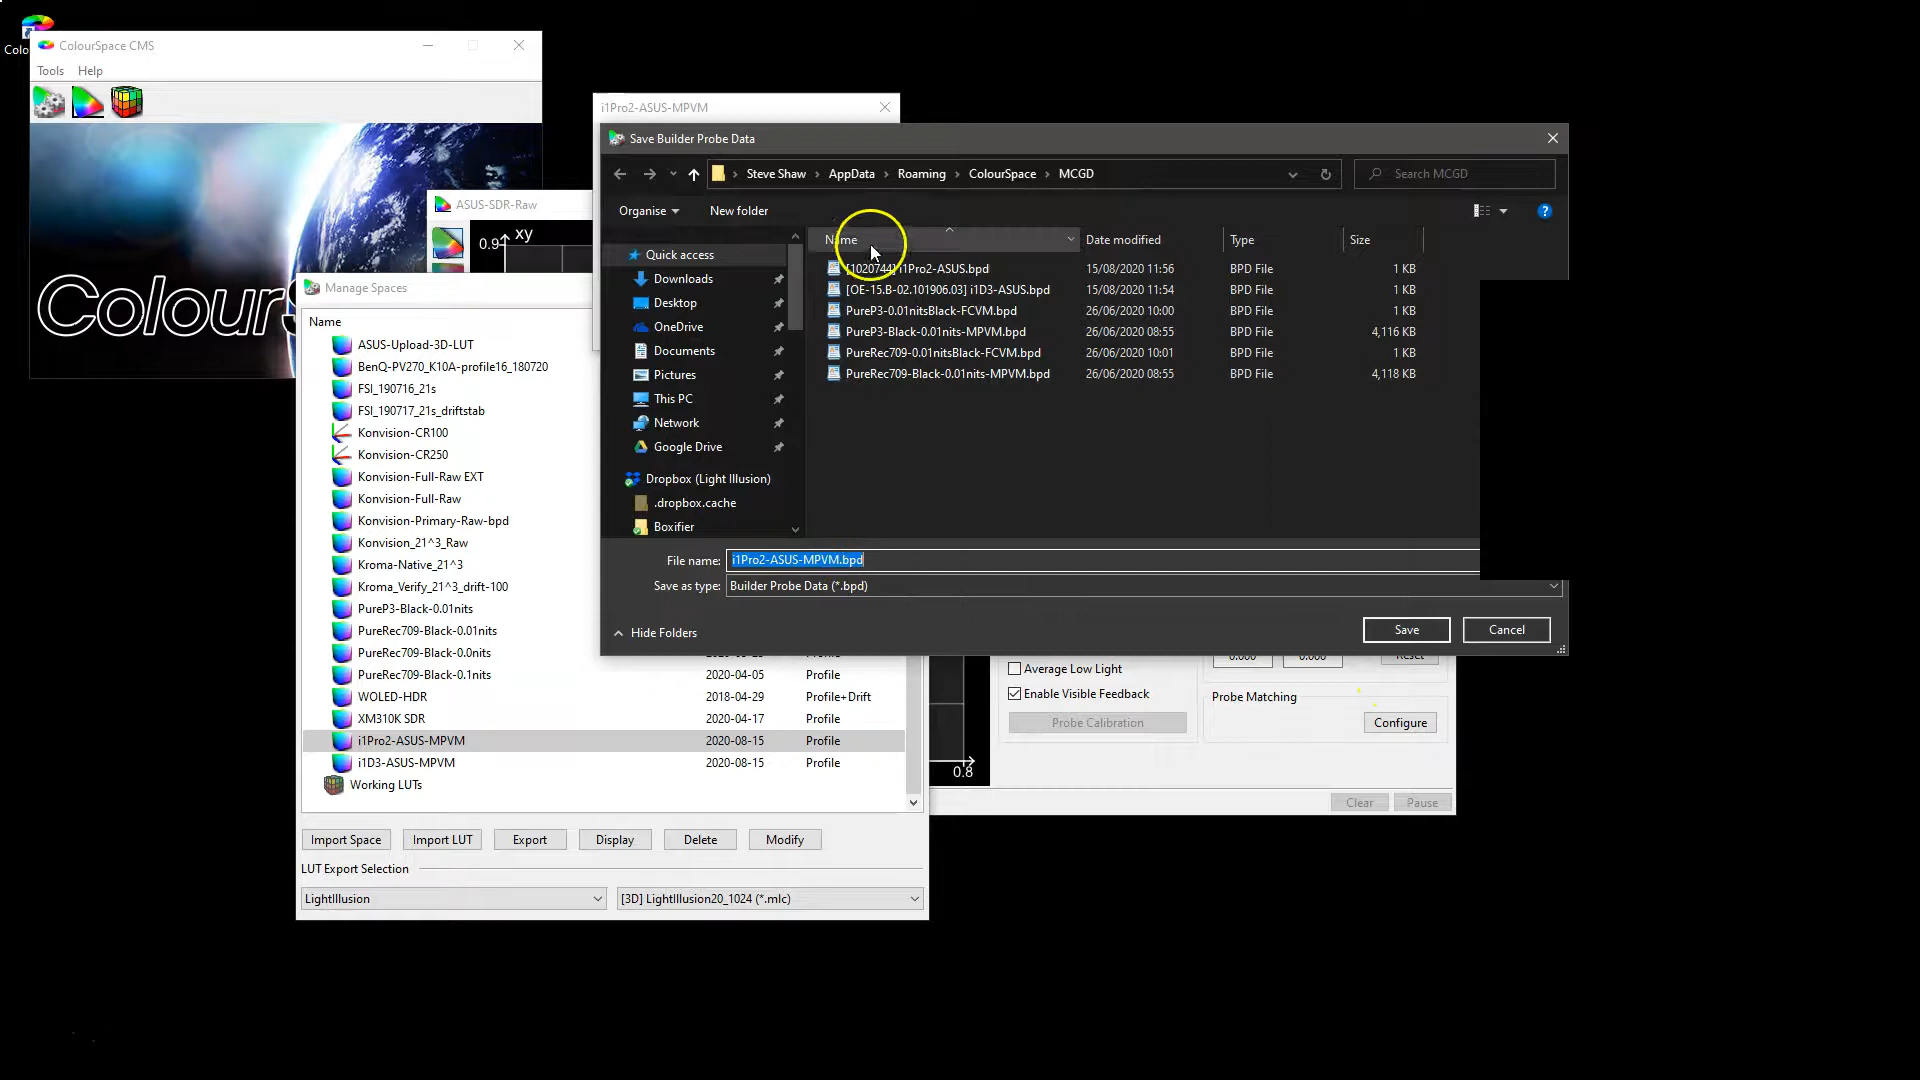 Colo
ColourSpace CMS
Tools Help
ColourS
ASUS-SDR-Raw
0.9
xy
Manage Spaces
Name
ASUS-Upload-3D-LUT
BenQ-PV270_K10A-profile16_180720
FSI_190716_21s
FSI_190717_21s_driftstab
Konvision-CR100
Konvision-CR250
Konvision-Full-Raw EXT
Konvision-Full-Raw
Konvision-Primary-Raw-bpd
Konvision_21^3_Raw
Kroma-Native_21^3
Kroma_Verify_21^3_drift-100
PureP3-Black-0.01nits
PureRec709-Black-0.01nits
PureRec709-Black-0.0nits Profile
PureRec709-Black-0.1nits 2020-04-05 Profile
WOLED-HDR 2018-04-29 Profile+Drift
XM310K SDR 2020-04-17 Profile
i1Pro2-ASUS-MPVM 2020-08-15 Profile
i1D3-ASUS-MPVM 2020-08-15 Profile
Working LUTs
Import Space Import LUT Export Display Delete Modify
LUT Export Selection
LightIllusion [3D] LightIllusion20_1024 (*.mlc)
i1Pro2-ASUS-MPVM
Save Builder Probe Data
Steve Shaw AppData Roaming ColourSpace MCGD
Search MCGD
Organise New folder
Quick access
Downloads
Desktop
OneDrive
Documents
Pictures
This PC
Network
Google Drive
Dropbox (Light Illusion)
.dropbox.cache
Boxifier
Name Date modified Type Size
[1020744] i1Pro2-ASUS.bpd 15/08/2020 11:56 BPD File 1 KB
[OE-15.B-02.101906.03] i1D3-ASUS.bpd 15/08/2020 11:54 BPD File 1 KB
PureP3-0.01nitsBlack-FCVM.bpd 26/06/2020 10:00 BPD File 1 KB
PureP3-Black-0.01nits-MPVM.bpd 26/06/2020 08:55 BPD File 4,116 KB
PureRec709-0.01nitsBlack-FCVM.bpd 26/06/2020 10:01 BPD File 1 KB
PureRec709-Black-0.01nits-MPVM.bpd 26/06/2020 08:55 BPD File 4,118 KB
File name: i1Pro2-ASUS-MPVM.bpd
Save as type: Builder Probe Data (*.bpd)
Hide Folders
Save Cancel
0.8
Average Low Light
Enable Visible Feedback
Probe Calibration
0.000 0.000 Reset
Probe Matching
Configure
Clear Pause